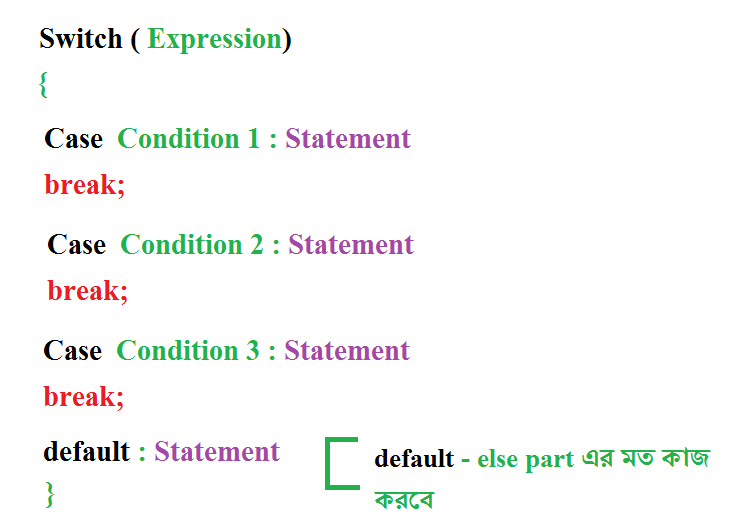 Switch ( Expression)
{
Case Condition 1 : Statement
break;
Case Condition 2 : Statement
break;
Case Condition 3 : Statement
break;
default : Statement
}
default - else part এর মত কাজ
করবে